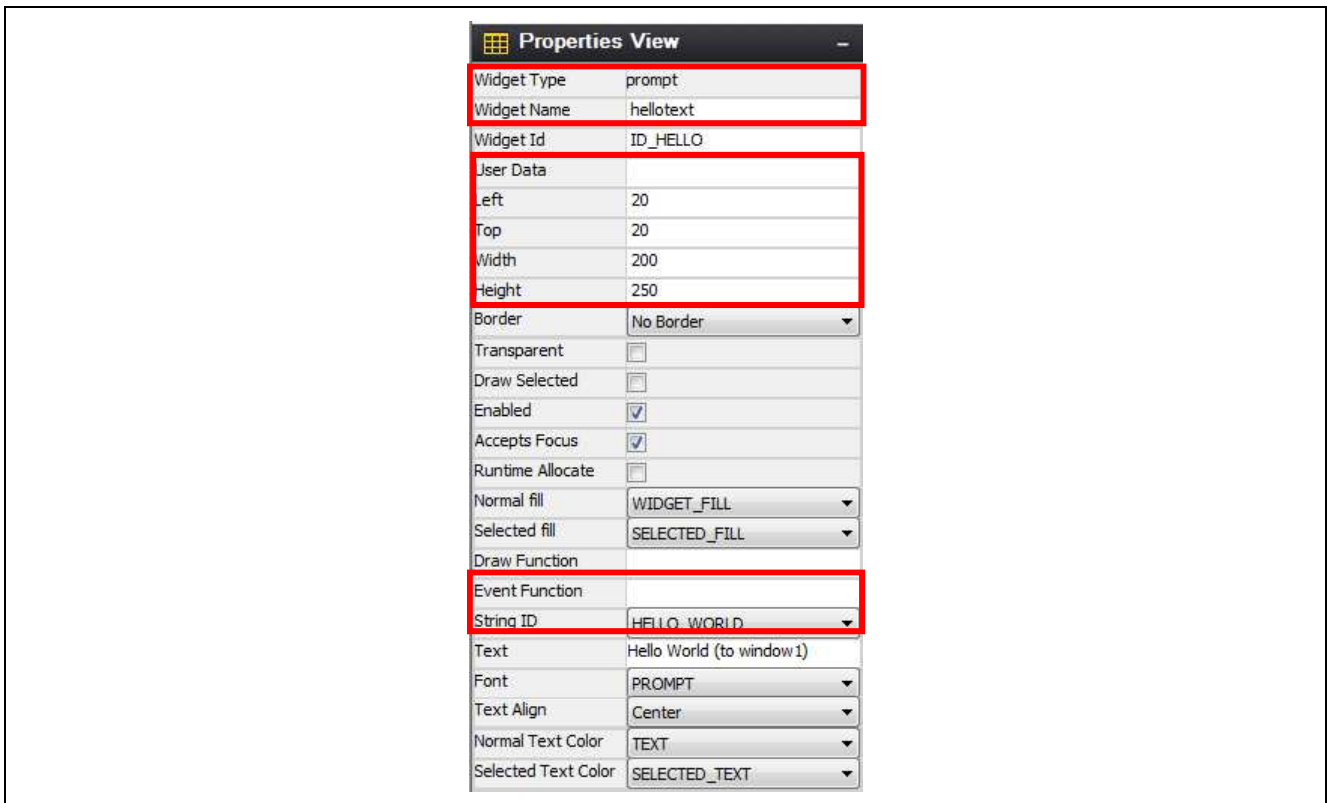 Properties View
Widget Type prompt
Widget Name hellotext
Widget Id ID_HELLO
User Data
Left 20
Top 20
Width 200
Height 250
Border No Border
Transparent
Draw Selected
Enabled
Accepts Focus
Runtime Allocate
Normal fill WIDGET_FILL
Selected fill SELECTED_FILL
Draw Function
Event Function
String ID HELLO_WORLD
Text Hello World (to window1)
Font PROMPT
Text Align Center
Normal Text Color TEXT
Selected Text Color SELECTED_TEXT